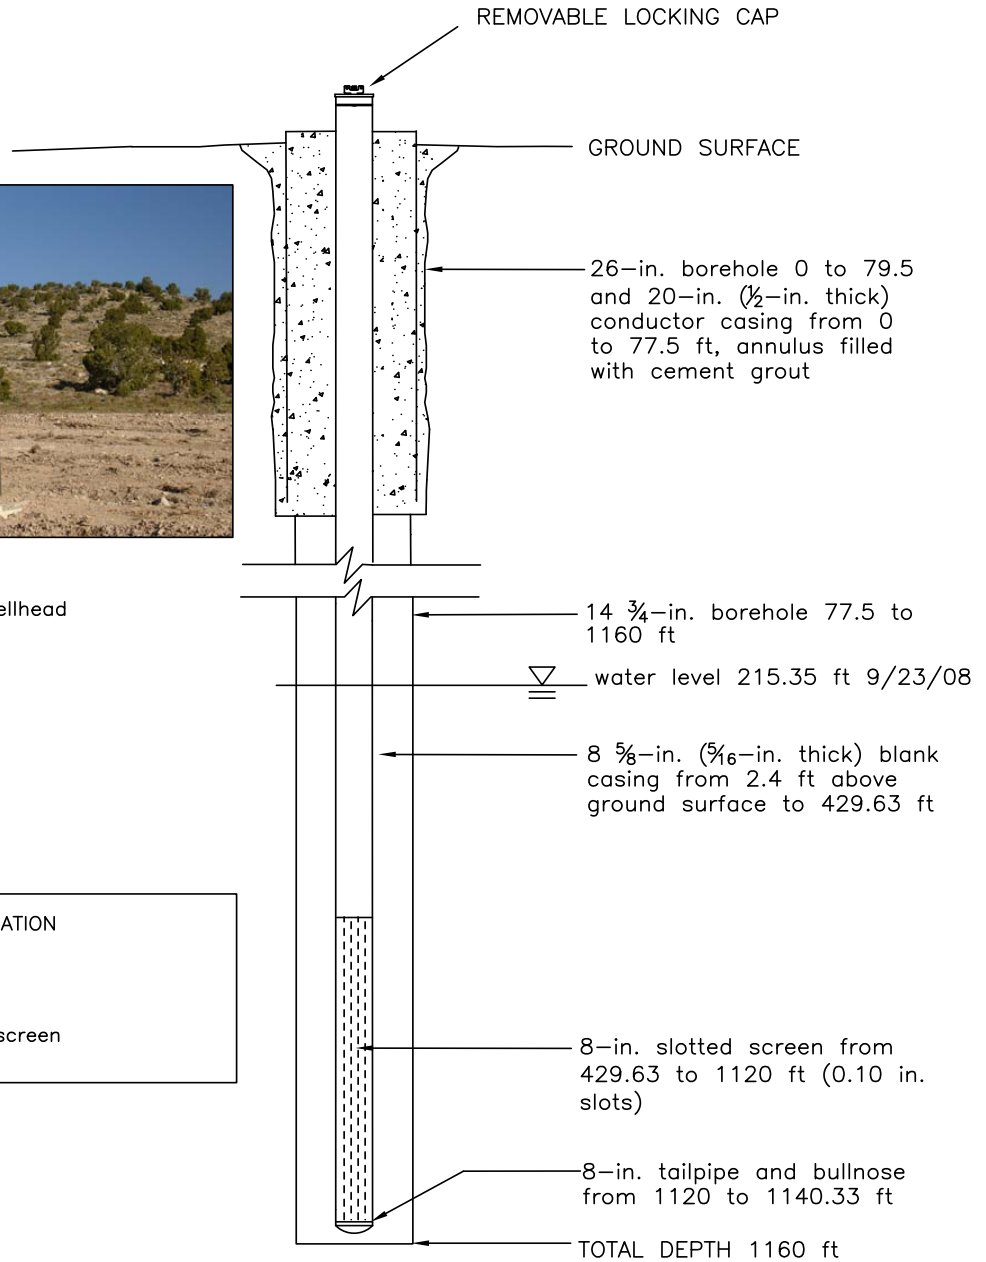 REMOVABLE LOCKING CAP
GROUND SURFACE
26-in. borehole 0 to 79.5
and 20-in. (½-in. thick)
conductor casing from 0
to 77.5 ft, annulus filled
with cement grout
ellhead
14 ¾-in. borehole 77.5 to
1160 ft
water level 215.35 ft 9/23/08
8 ⅝-in. (5⁄16-in. thick) blank
casing from 2.4 ft above
ground surface to 429.63 ft
ATION
screen
8-in. slotted screen from
429.63 to 1120 ft (0.10 in.
slots)
8-in. tailpipe and bullnose
from 1120 to 1140.33 ft
TOTAL DEPTH 1160 ft